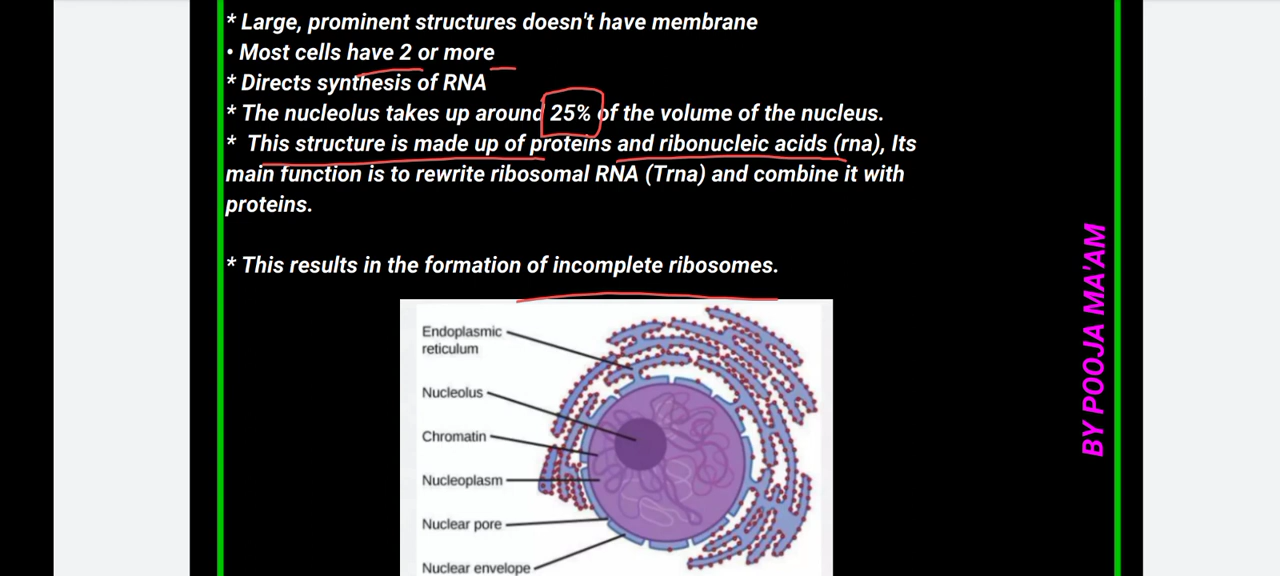 * Large, prominent structures doesn't have membrane
• Most cells have 2 or more
* Directs synthesis of RNA
* The nucleolus takes up around 25% of the volume of the nucleus.
* This structure is made up of proteins and ribonucleic acids (rna), Its
main function is to rewrite ribosomal RNA (Trna) and combine it with
proteins.
* This results in the formation of incomplete ribosomes.
Endoplasmic
reticulum
Nucleolus
Chromatin
Nucleoplasm
Nuclear pore
Nuclear envelope
BY POOJA MA'AM